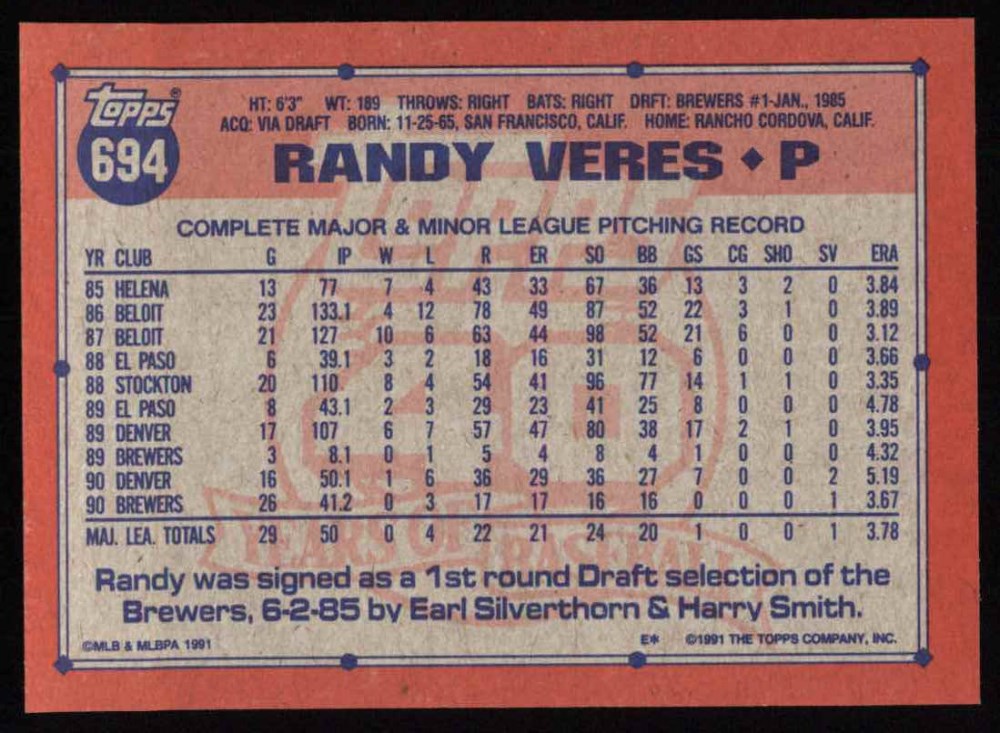 Topps®
694
HT: 6'3" WT: 189 THROWS: RIGHT BATS: RIGHT DRFT: BREWERS #1-JAN., 1985
ACQ: VIA DRAFT BORN: 11-25-65, SAN FRANCISCO, CALIF. HOME: RANCHO CORDOVA, CALIF.
RANDY VERES ♦ P
COMPLETE MAJOR & MINOR LEAGUE PITCHING RECORD
YR CLUB G IP W L R ER SO BB GS CG SHO SV ERA
85 HELENA 13 77 7 4 43 33 67 36 13 3 2 0 3.84
86 BELOIT 23 133.1 4 12 78 49 87 52 22 3 1 0 3.89
87 BELOIT 21 127 10 6 63 44 98 52 21 6 0 0 3.12
88 EL PASO 6 39.1 3 2 18 16 31 12 6 0 0 0 3.66
88 STOCKTON 20 110 8 4 54 41 96 77 14 1 1 0 3.35
89 EL PASO 8 43.1 2 3 29 23 41 25 8 0 0 0 4.78
89 DENVER 17 107 6 7 57 47 80 38 17 2 1 0 3.95
89 BREWERS 3 8.1 0 1 5 4 8 4 1 0 0 0 4.32
90 DENVER 16 50.1 1 6 36 29 36 27 7 0 0 2 5.19
90 BREWERS 26 41.2 0 3 17 17 16 16 0 0 0 1 3.67
MAJ. LEA. TOTALS 29 50 0 4 22 21 24 20 1 0 0 1 3.78
TOPPS
40
YEARS OF BASEBALL
Randy was signed as a 1st round Draft selection of the
Brewers, 6-2-85 by Earl Silverthorn & Harry Smith.
©MLB & MLBPA 1991 E* ©1991 THE TOPPS COMPANY, INC.